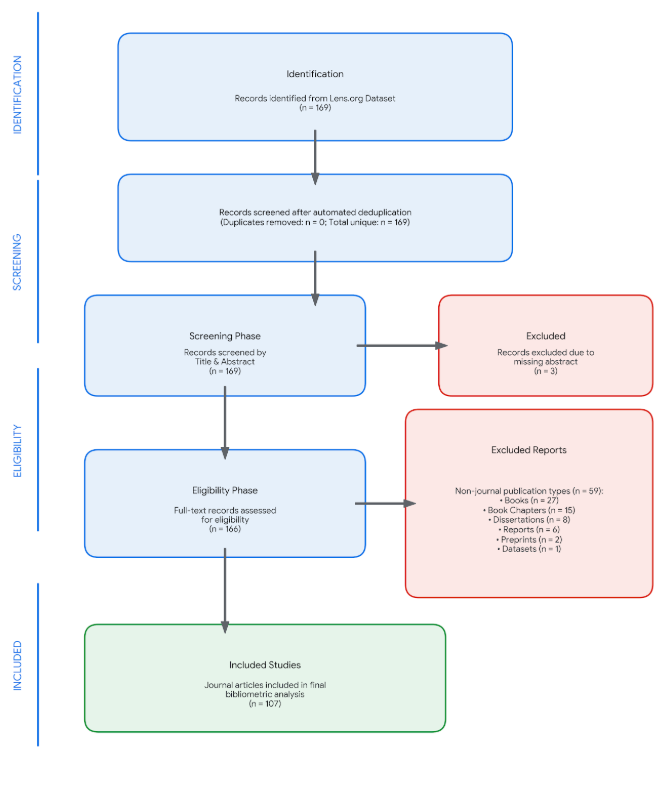 IDENTIFICATION
Identification
Records identified from Lens.org Dataset
(n = 169)
SCREENING
Records screened after automated deduplication
(Duplicates removed: n = 0; Total unique: n = 169)
Screening Phase
Records screened by
Title & Abstract
(n = 169)
Excluded
Records excluded due to
missing abstract
(n = 3)
ELIGIBILITY
Eligibility Phase
Full-text records assessed
for eligibility
(n = 166)
Excluded Reports
Non-journal publication types (n = 59):
• Books (n = 27)
• Book Chapters (n = 15)
• Dissertations (n = 8)
• Reports (n = 6)
• Preprints (n = 2)
• Datasets (n = 1)
INCLUDED
Included Studies
Journal articles included in final
bibliometric analysis
(n = 107)